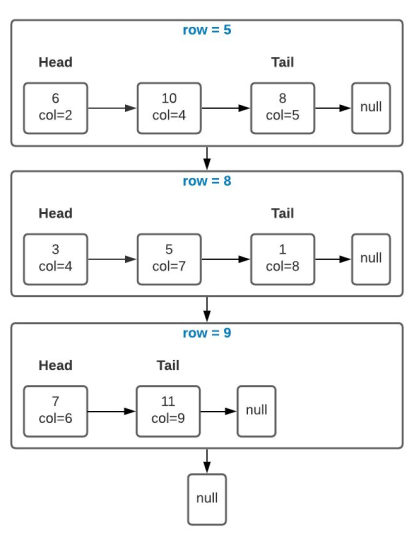 row = 5
Head Tail
6 10 8
col=2 col=4 col=5 null
row = 8
Head Tail
3 5 1
col=4 col=7 col=8 null
row = 9
Head Tail
7 11
col=6 col=9 null
null